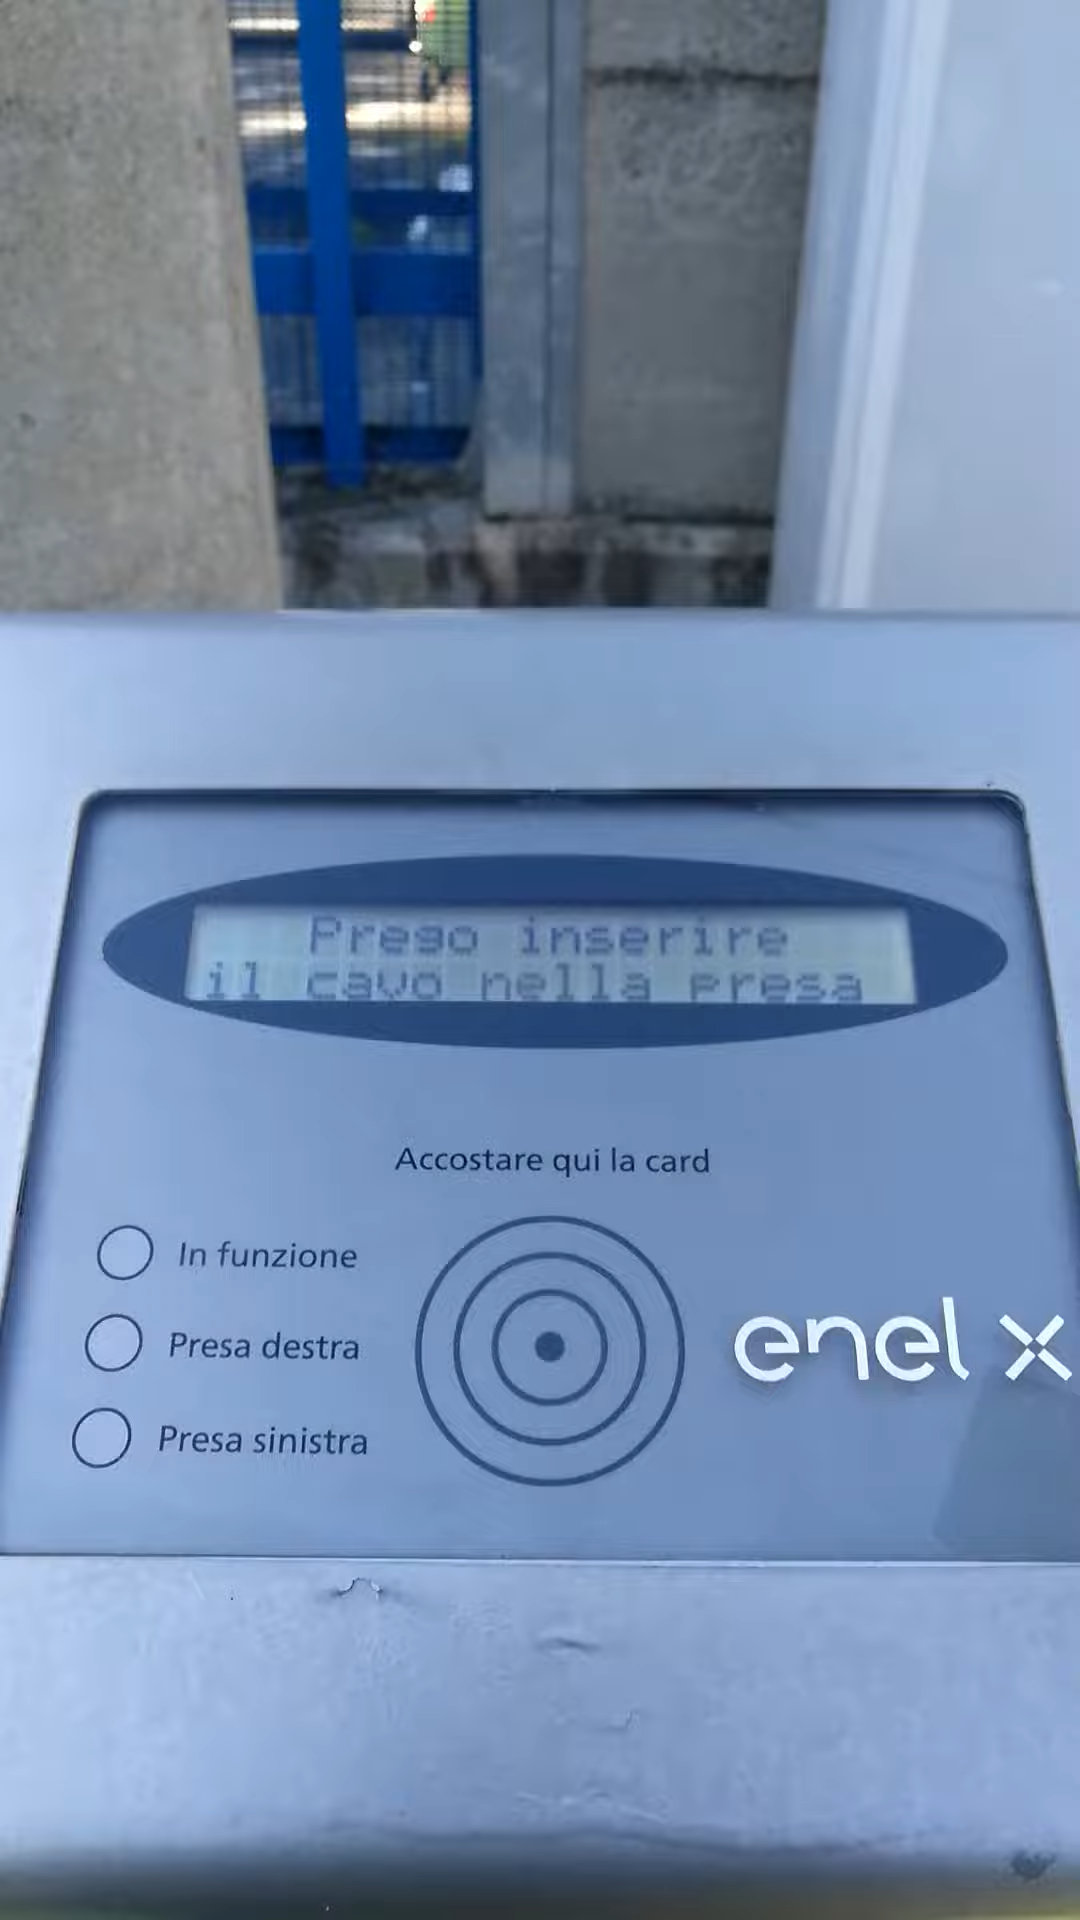 Prego inserire
il cavo nella presa
Accostare qui la card
In funzione
Presa destra
Presa sinistra
enel x